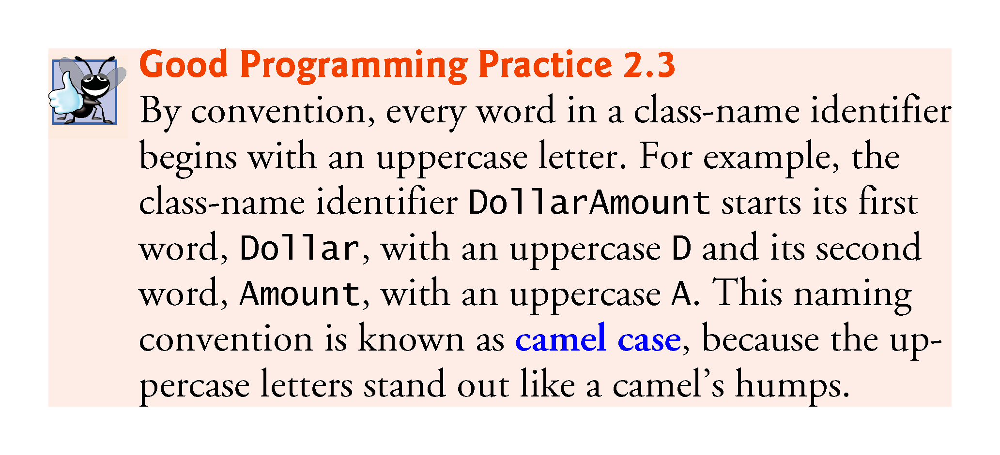 Good Programming Practice 2.3
By convention, every word in a class-name identifier
begins with an uppercase letter. For example, the
class-name identifier DollarAmount starts its first
word, Dollar, with an uppercase D and its second
word, Amount, with an uppercase A. This naming
convention is known as camel case, because the up-
percase letters stand out like a camel’s humps.